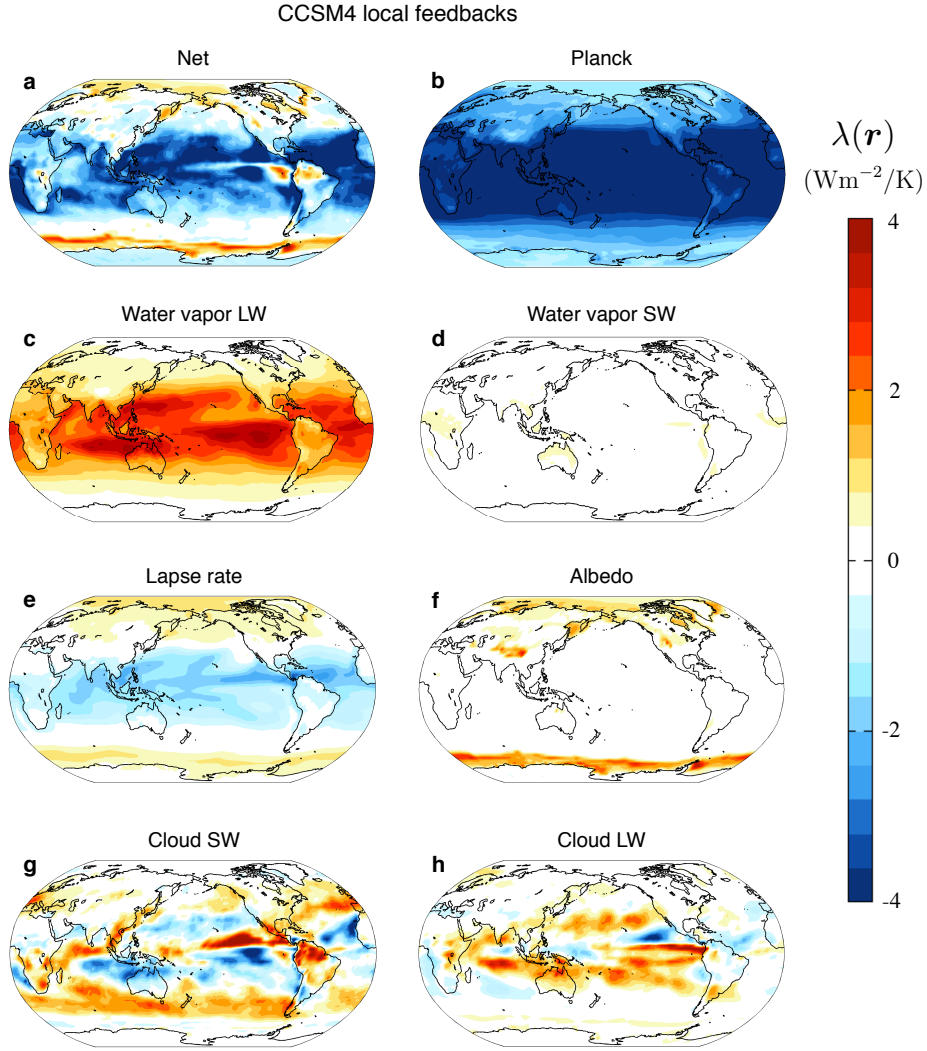 CCSM4 local feedbacks
Net
Planck
a
b
λ(r)
(Wm⁻²/K)
Water vapor LW
Water vapor SW
c
d
4
2
0
-2
-4
Lapse rate
Albedo
e
f
Cloud SW
Cloud LW
g
h